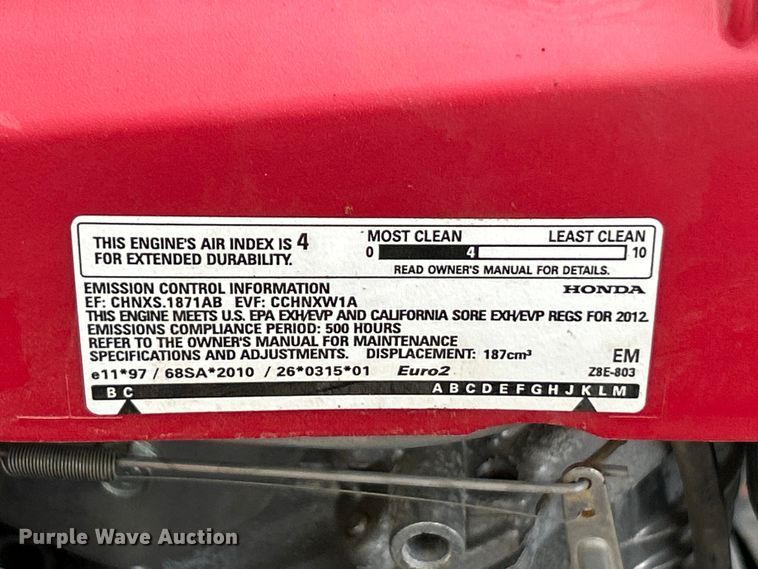 THIS ENGINE'S AIR INDEX IS 4
FOR EXTENDED DURABILITY.
MOST CLEAN LEAST CLEAN
0 4 10
READ OWNER'S MANUAL FOR DETAILS.
EMISSION CONTROL INFORMATION HONDA
EF: CHNXS.1871AB EVF: CCHNXW1A
THIS ENGINE MEETS U.S. EPA EXH/EVP AND CALIFORNIA SORE EXH/EVP REGS FOR 2012.
EMISSIONS COMPLIANCE PERIOD: 500 HOURS
REFER TO THE OWNER'S MANUAL FOR MAINTENANCE
SPECIFICATIONS AND ADJUSTMENTS. DISPLACEMENT: 187cm³ EM
e11*97 / 68SA*2010 / 26*0315*01 Euro2 Z8E-803
B C A B C D E F G H J K L M
Purple Wave Auction